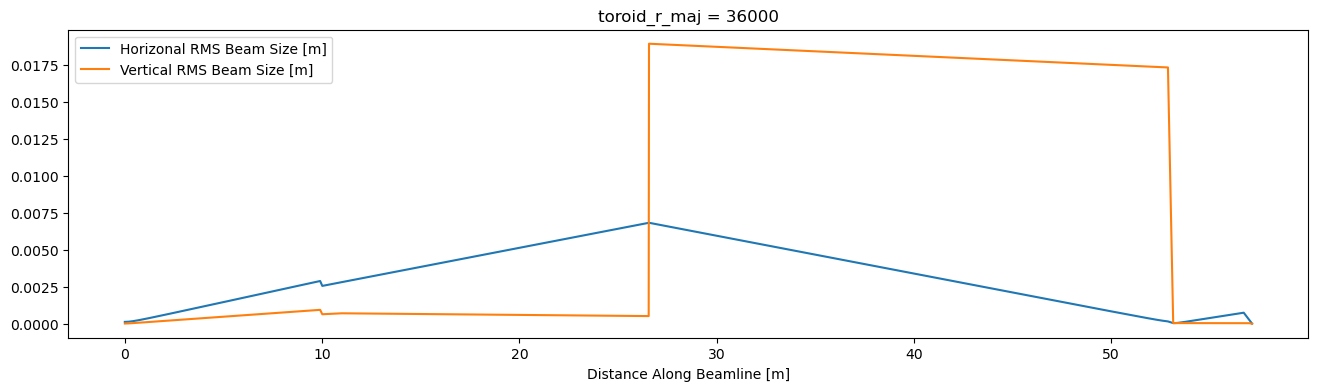 toroid_r_maj = 36000
Horizonal RMS Beam Size [m]
Vertical RMS Beam Size [m]
0.0175
0.0150
0.0125
0.0100
0.0075
0.0050
0.0025
0.0000
0 10 20 30 40 50
Distance Along Beamline [m]